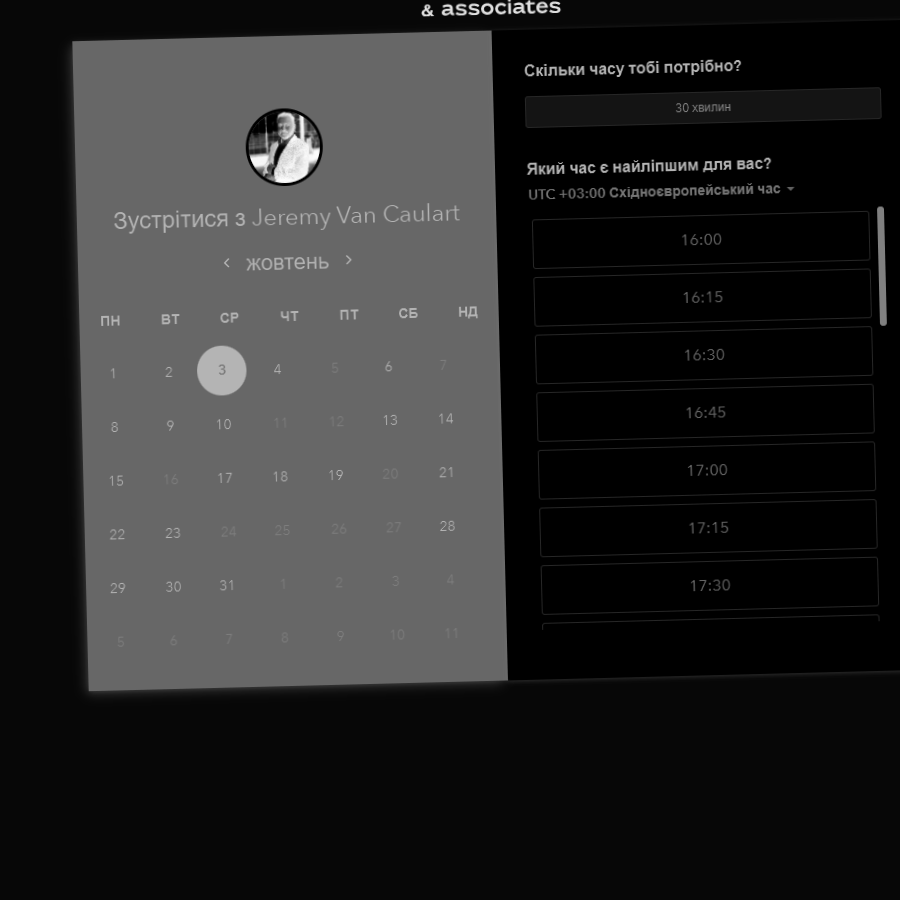 & associates
Зустрітися з Jeremy Van Caulart
жовтень
ПН ВТ СР ЧТ ПТ СБ НД
1 2 3 4 5 6 7
8 9 10 11 12 13 14
15 16 17 18 19 20 21
22 23 24 25 26 27 28
29 30 31 1 2 3 4
5 6 7 8 9 10 11
Скільки часу тобі потрібно?
30 хвилин
Який час є найліпшим для вас?
UTC +03:00 Східноєвропейський час
16:00
16:15
16:30
16:45
17:00
17:15
17:30